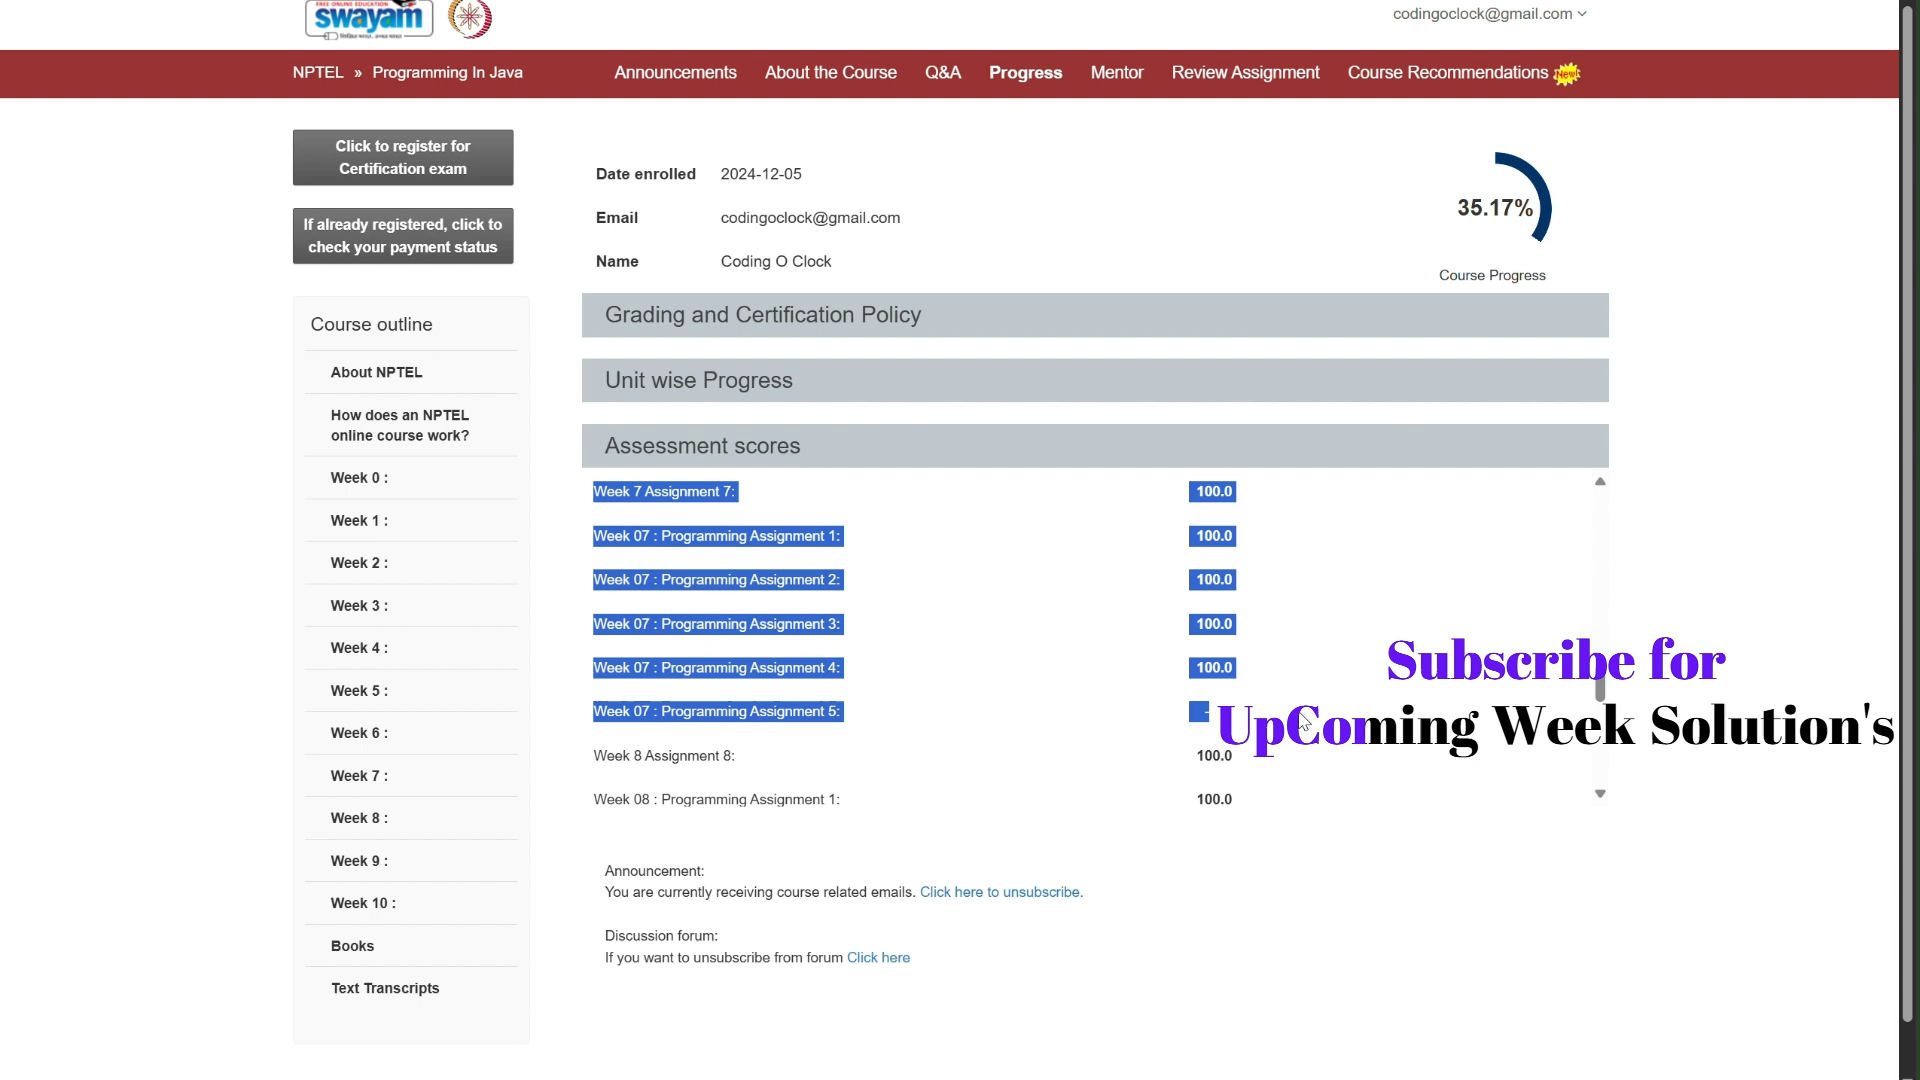 FREE ONLINE EDUCATION
swayam
codingoclock@gmail.com
NPTEL » Programming In Java
Announcements
About the Course
Q&A
Progress
Mentor
Review Assignment
Course Recommendations
New!
Click to register for
Certification exam
If already registered, click to
check your payment status
Course outline
About NPTEL
How does an NPTEL
online course work?
Week 0 :
Week 1 :
Week 2 :
Week 3 :
Week 4 :
Week 5 :
Week 6 :
Week 7 :
Week 8 :
Week 9 :
Week 10 :
Books
Text Transcripts
Date enrolled 2024-12-05
Email codingoclock@gmail.com
Name Coding O Clock
35.17%
Course Progress
Grading and Certification Policy
Unit wise Progress
Assessment scores
Week 7 Assignment 7: 100.0
Week 07 : Programming Assignment 1: 100.0
Week 07 : Programming Assignment 2: 100.0
Week 07 : Programming Assignment 3: 100.0
Week 07 : Programming Assignment 4: 100.0
Week 07 : Programming Assignment 5:
Week 8 Assignment 8: 100.0
Week 08 : Programming Assignment 1: 100.0
Subscribe for
UpComing Week Solution's
Announcement:
You are currently receiving course related emails. Click here to unsubscribe.
Discussion forum:
If you want to unsubscribe from forum Click here